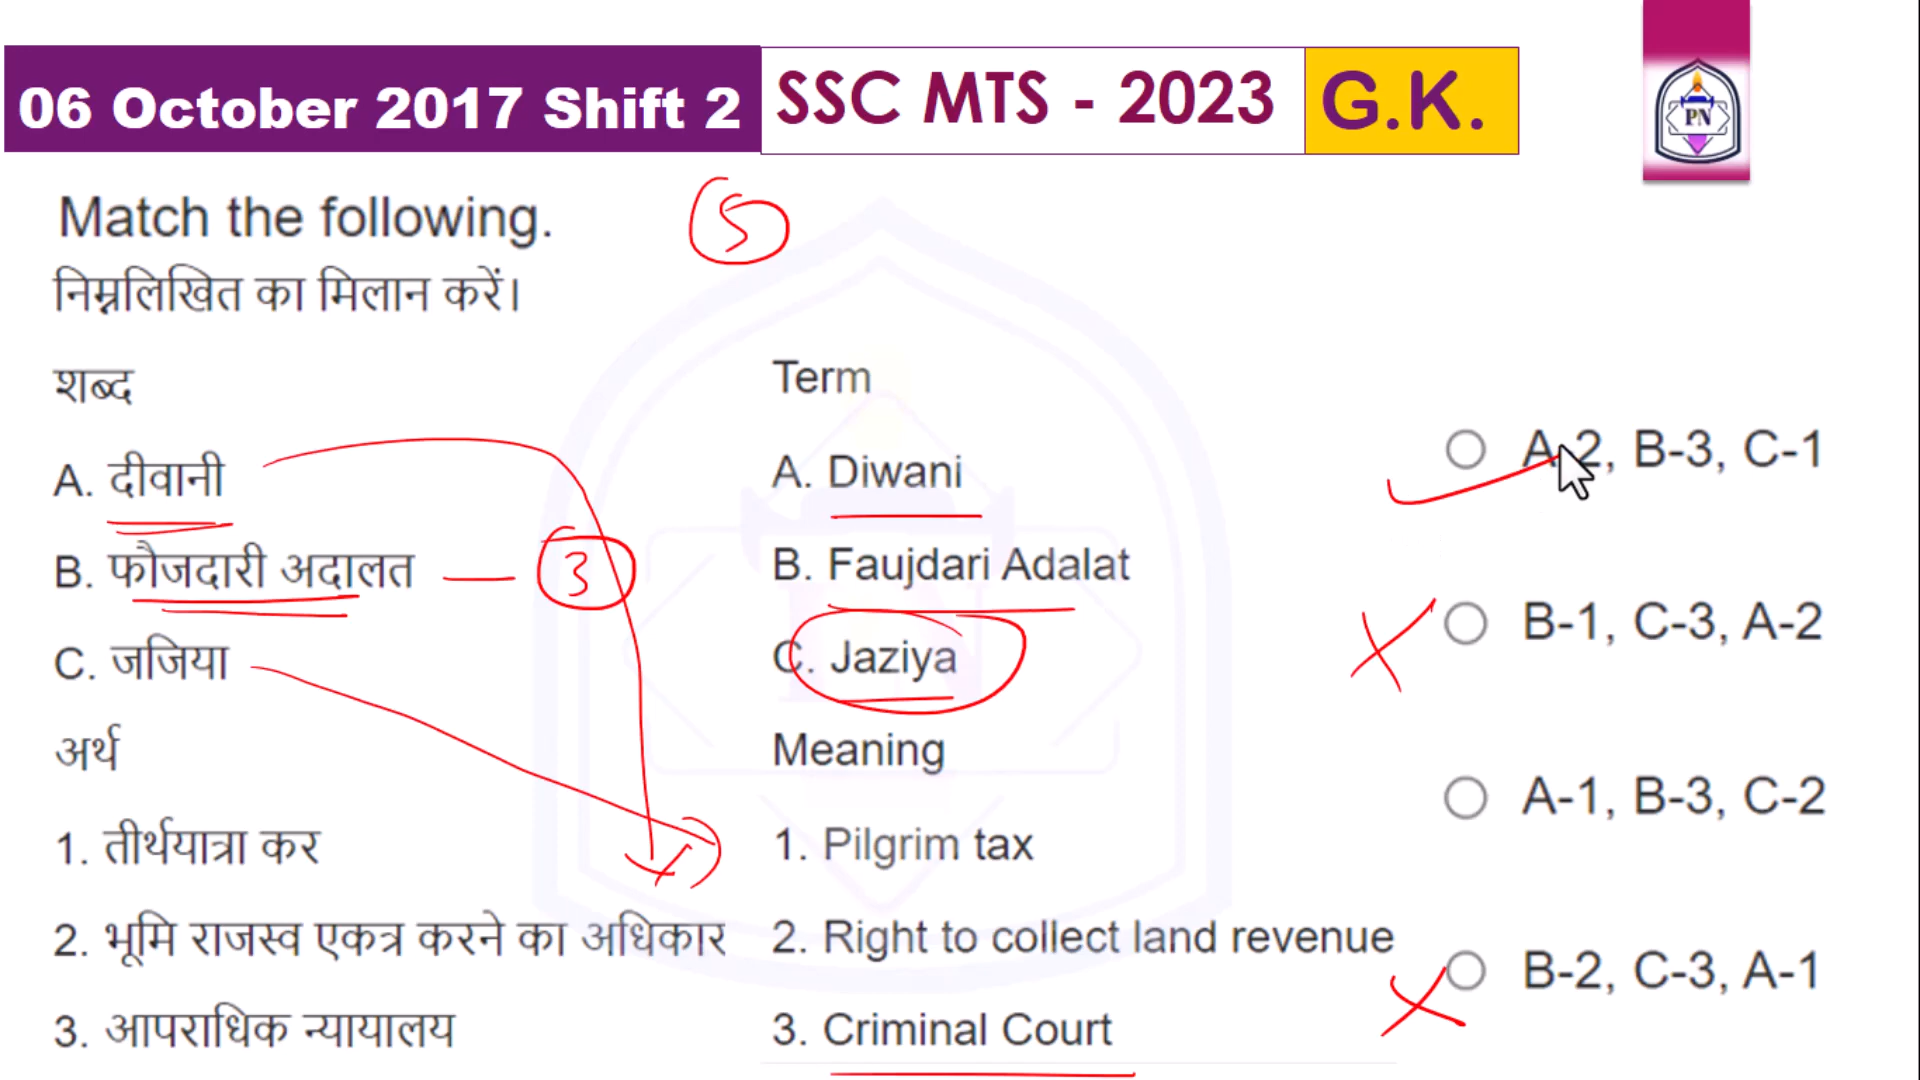 06 October 2017 Shift 2 SSC MTS - 2023 G.K.
PN
Match the following.
5
निम्नलिखित का मिलान करें।
शब्द
A. दीवानी
B. फौजदारी अदालत
3
C. जजिया
अर्थ
1. तीर्थयात्रा कर
2. भूमि राजस्व एकत्र करने का अधिकार
3. आपराधिक न्यायालय
Term
A. Diwani
B. Faujdari Adalat
C. Jaziya
Meaning
1. Pilgrim tax
2. Right to collect land revenue
3. Criminal Court
A-2, B-3, C-1
B-1, C-3, A-2
A-1, B-3, C-2
B-2, C-3, A-1